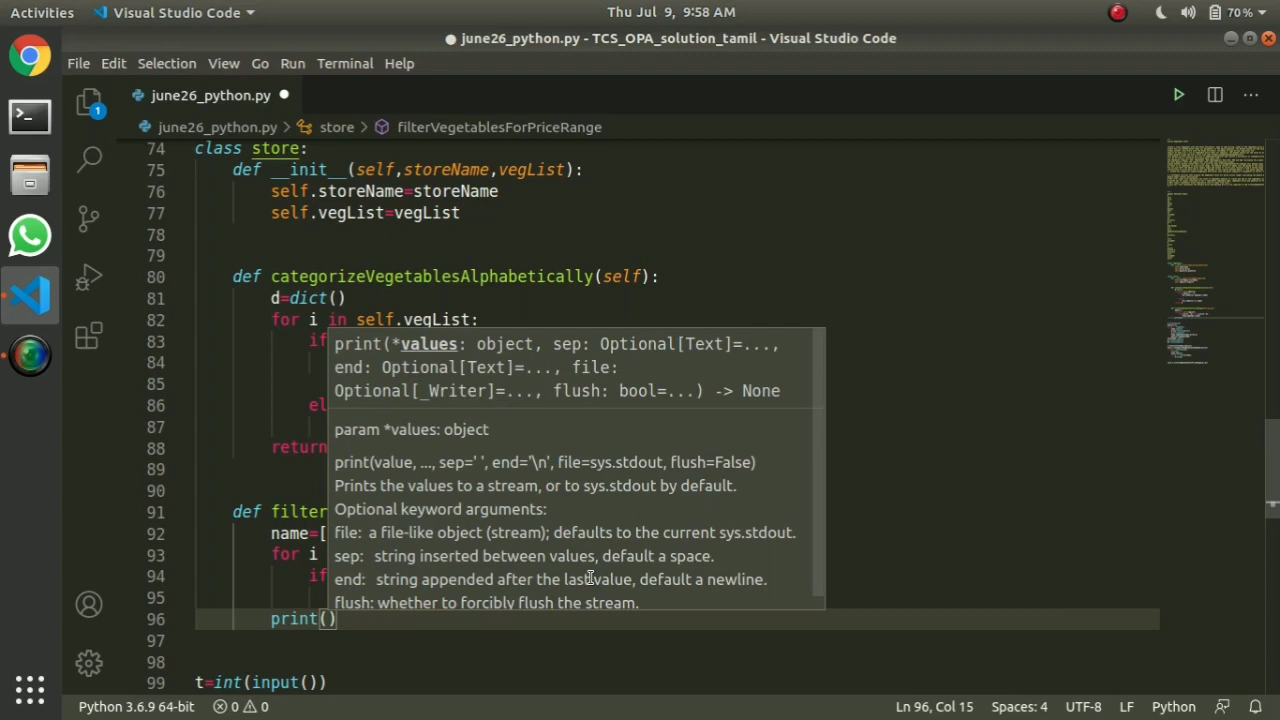 Activities Visual Studio Code Thu Jul 9, 9:58 AM 70%
june26_python.py - TCS_OPA_solution_tamil - Visual Studio Code
File Edit Selection View Go Run Terminal Help
1 june26_python.py
june26_python.py > store > filterVegetablesForPriceRange
74 class store:
75 def __init__(self,storeName,vegList):
76 self.storeName=storeName
77 self.vegList=vegList
78
79
80 def categorizeVegetablesAlphabetically(self):
81 d=dict()
82 for i in self.vegList:
83 if
84
85
86 el
87
88 return
89
90
91 def filter
92 name=[
93 for i
94 if
95
96 print()
97
98
99 t=int(input())
print(*values: object, sep: Optional[Text]=...,
end: Optional[Text]=..., file:
Optional[_Writer]=..., flush: bool=...) -> None
param *values: object
print(value, ..., sep=' ', end='\n', file=sys.stdout, flush=False)
Prints the values to a stream, or to sys.stdout by default.
Optional keyword arguments:
file: a file-like object (stream); defaults to the current sys.stdout.
sep: string inserted between values, default a space.
end: string appended after the last value, default a newline.
flush: whether to forcibly flush the stream.
Python 3.6.9 64-bit 0 0 Ln 96, Col 15 Spaces: 4 UTF-8 LF Python